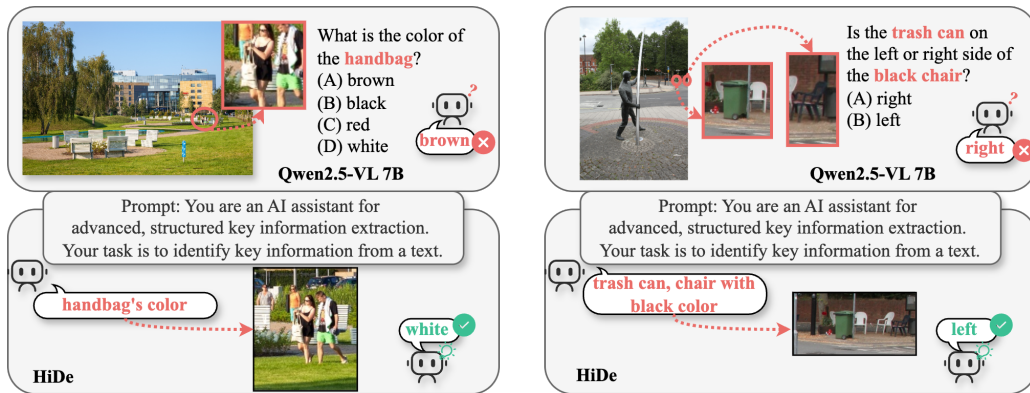 What is the color of
the handbag?
(A) brown
(B) black
(C) red
(D) white
?
brown
Qwen2.5-VL 7B
Prompt: You are an AI assistant for
advanced, structured key information extraction.
Your task is to identify key information from a text.
handbag's color
white
HiDe
Is the trash can on
the left or right side of
the black chair?
(A) right
(B) left
?
right
Qwen2.5-VL 7B
Prompt: You are an AI assistant for
advanced, structured key information extraction.
Your task is to identify key information from a text.
trash can, chair with
black color
left
HiDe